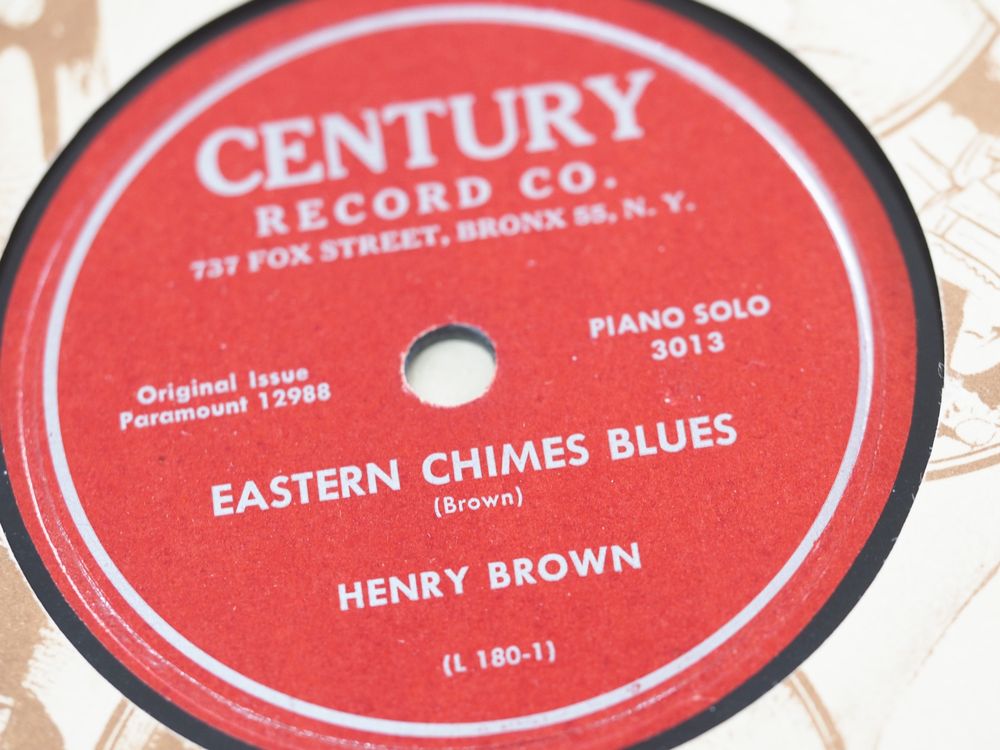 CENTURY
RECORD CO.
737 FOX STREET, BRONX 55, N. Y.
PIANO SOLO
3013
Original Issue
Paramount 12988
EASTERN CHIMES BLUES
(Brown)
HENRY BROWN
(L 180-1)